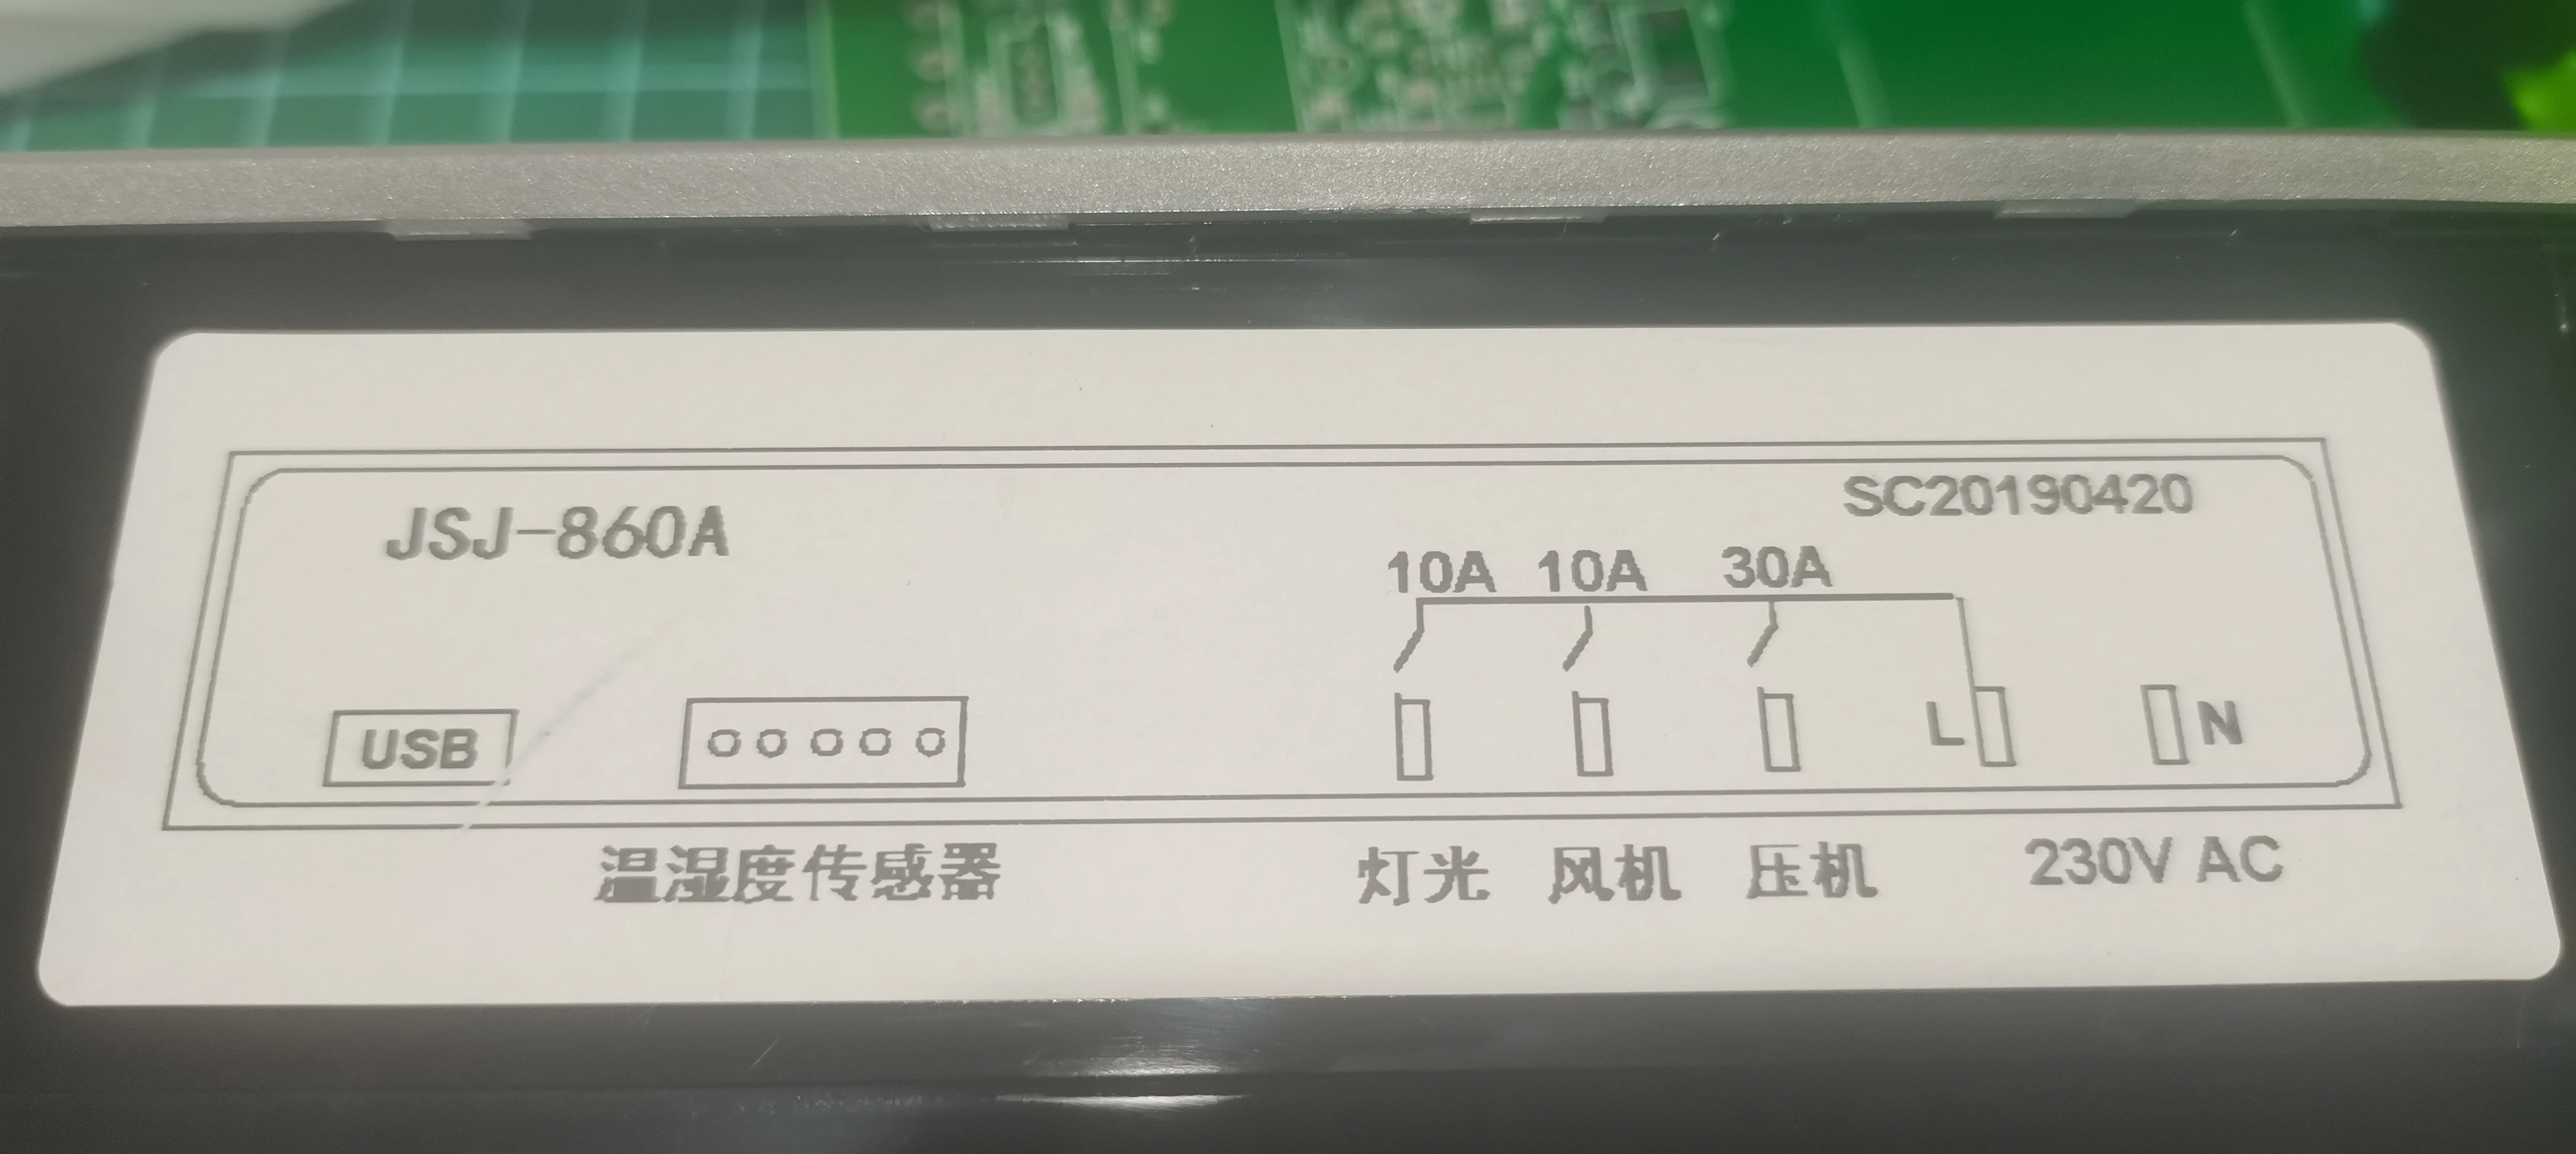 JSJ-860A
SC20190420
10A 10A 30A
USB
L
N
温湿度传感器
灯光 风机 压机 230V AC